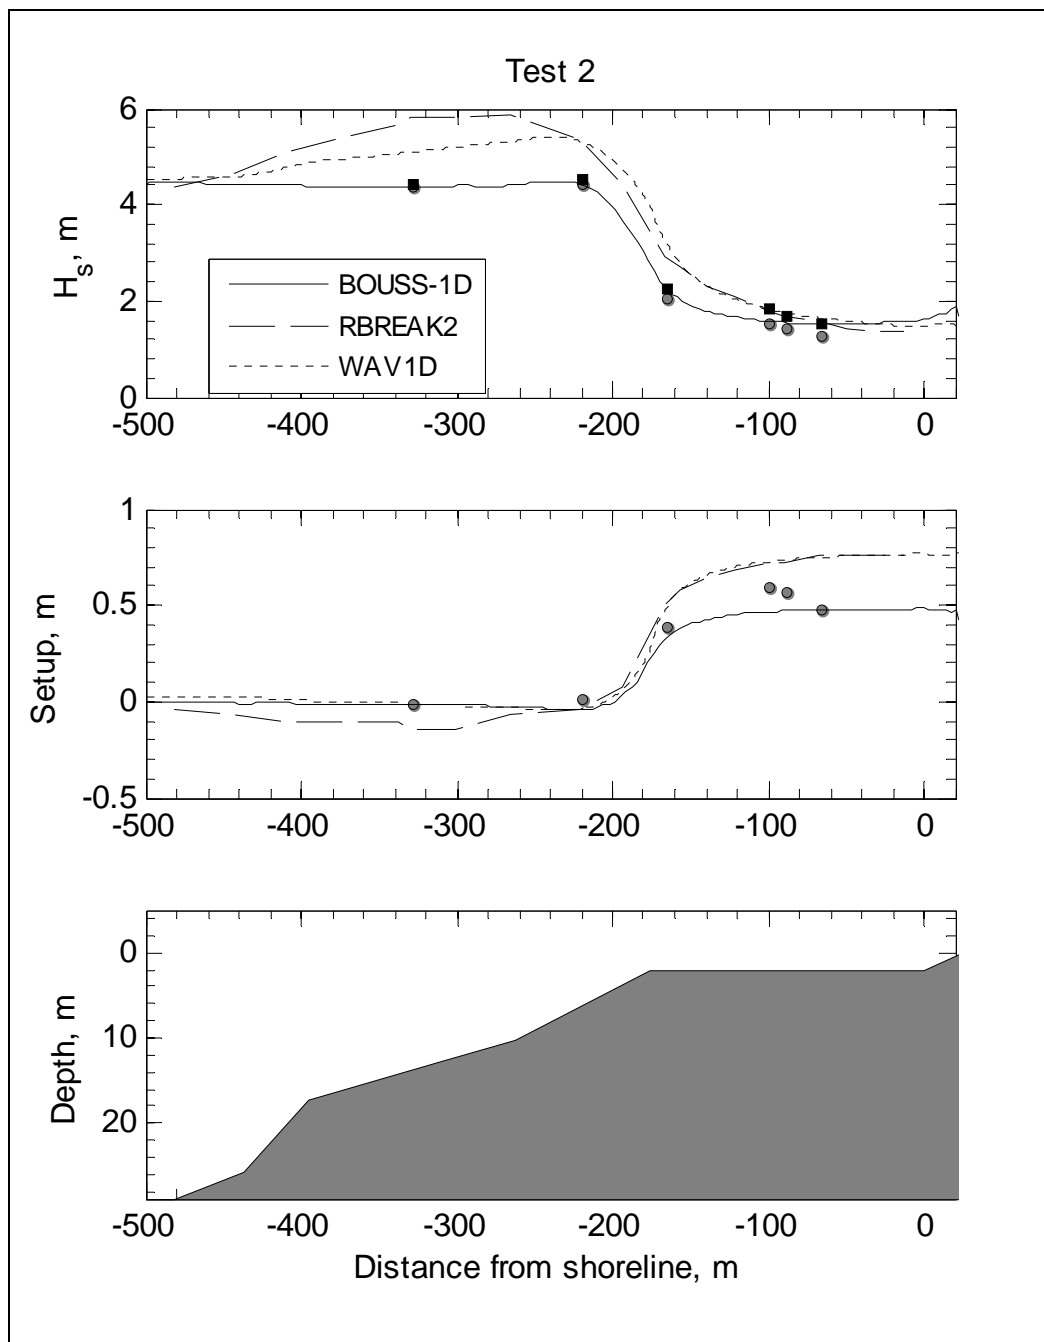 Test 2
6
4
2
0
H_s, m
BOUSS-1D
RBREAK2
WAV1D
-500 -400 -300 -200 -100 0
1
0.5
0
-0.5
Setup, m
-500 -400 -300 -200 -100 0
0
10
20
Depth, m
-500 -400 -300 -200 -100 0
Distance from shoreline, m